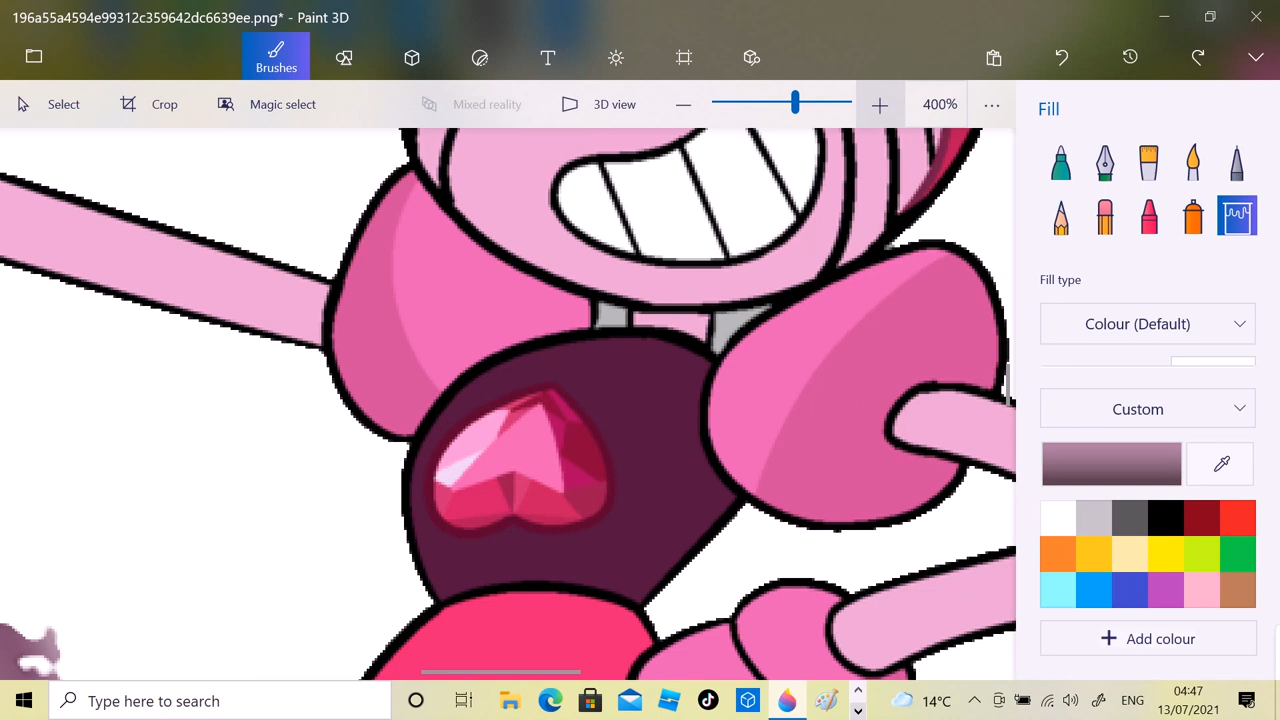 196a55a4594e99312c359642dc6639ee.png* - Paint 3D
Brushes
Select
Crop
Magic select
Mixed reality
3D view
400%
Fill
Fill type
Colour (Default)
Custom
Add colour
Type here to search
14°C
ENG
04:47
13/07/2021